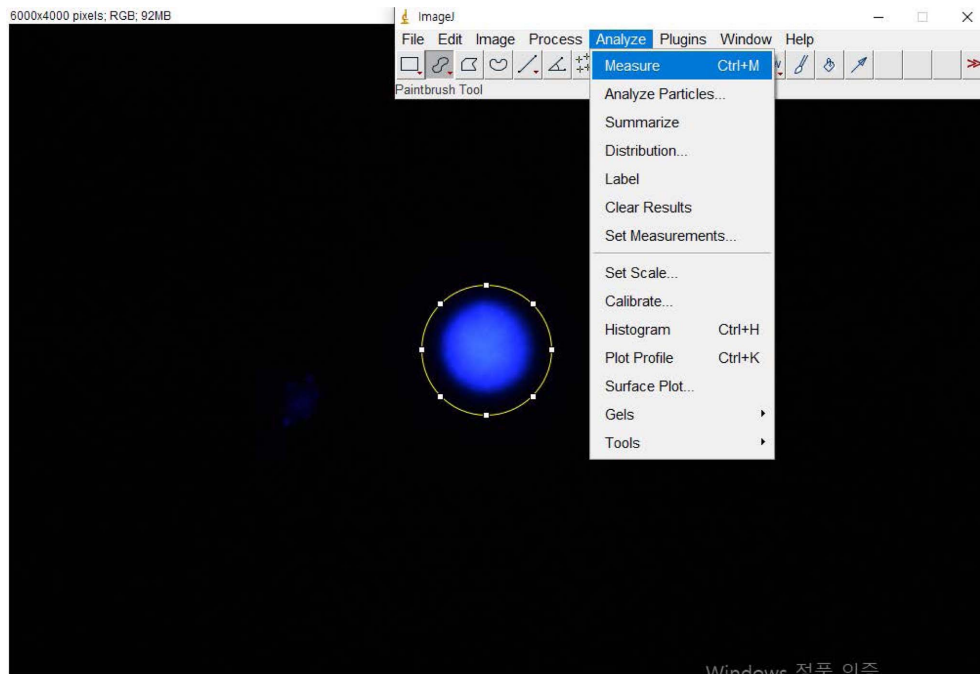 6000x4000 pixels; RGB; 92MB
ImageJ
File Edit Image Process Analyze Plugins Window Help
Paintbrush Tool
Measure Ctrl+M
Analyze Particles...
Summarize
Distribution...
Label
Clear Results
Set Measurements...
Set Scale...
Calibrate...
Histogram Ctrl+H
Plot Profile Ctrl+K
Surface Plot...
Gels
Tools
Windows 정품 인증